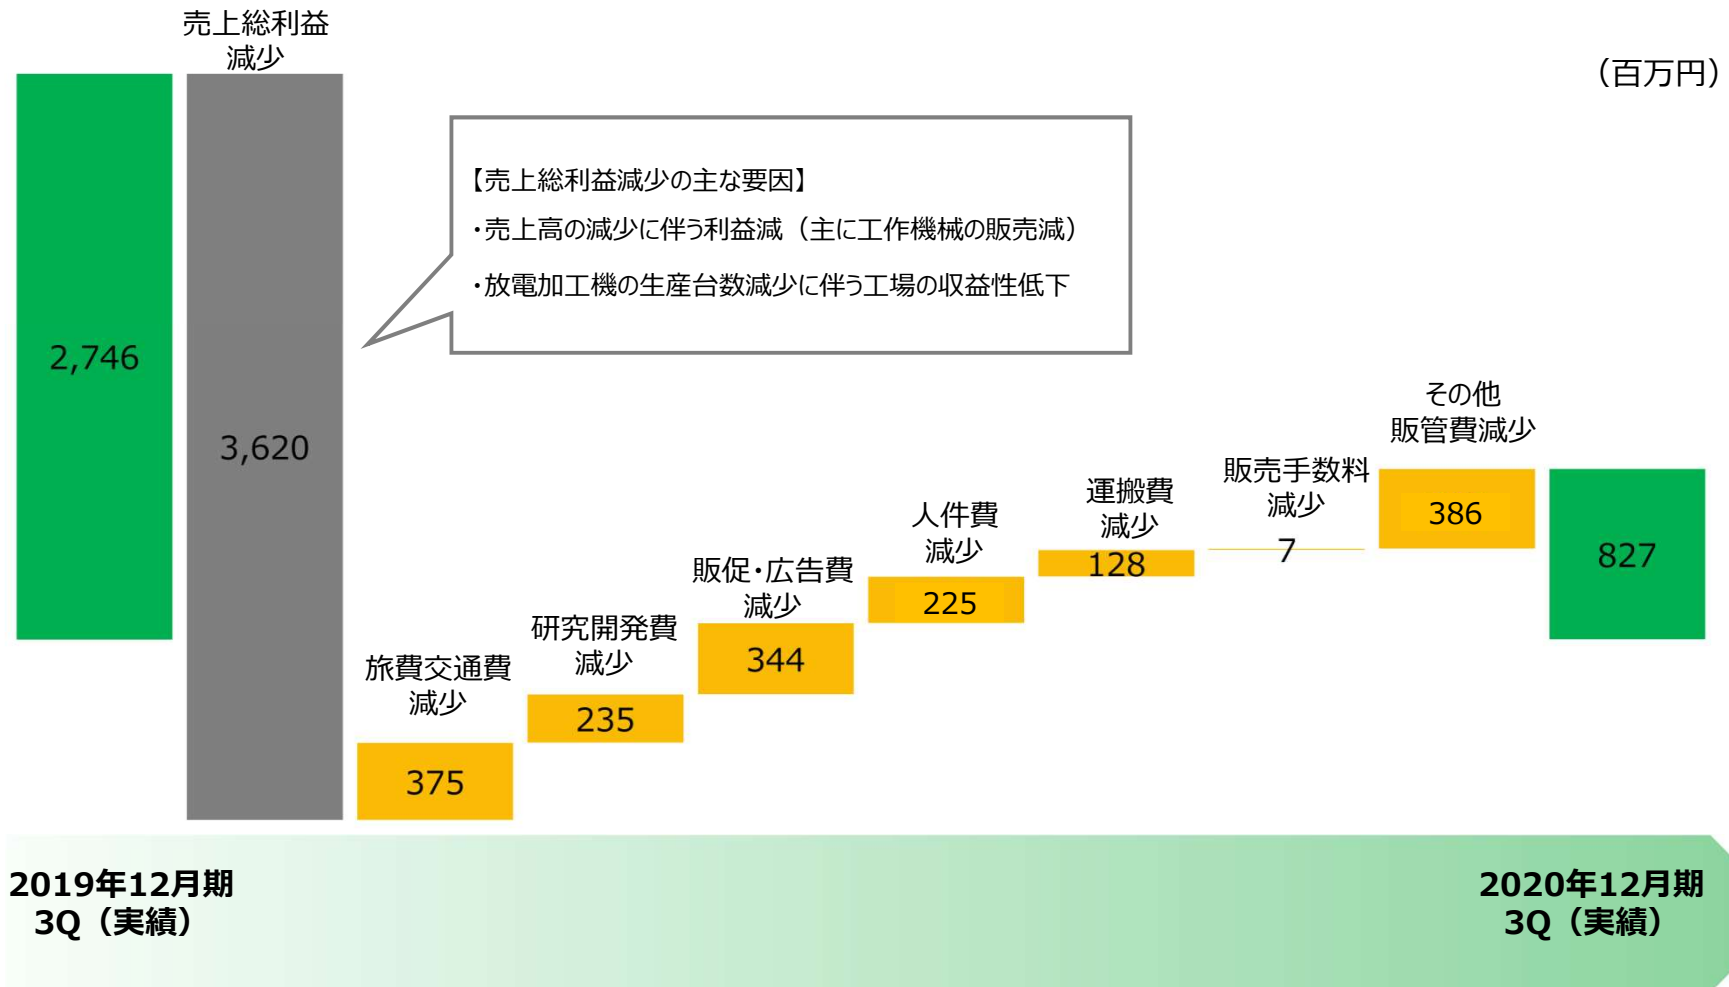 売上総利益
減少
（百万円）
【売上総利益減少の主な要因】
・売上高の減少に伴う利益減（主に工作機械の販売減）
・放電加工機の生産台数減少に伴う工場の収益性低下
2,746
3,620
旅費交通費
減少
375
研究開発費
減少
235
販促・広告費
減少
344
人件費
減少
225
運搬費
減少
128
販売手数料
減少
7
その他
販管費減少
386
827
2019年12月期
3Q（実績）
2020年12月期
3Q（実績）